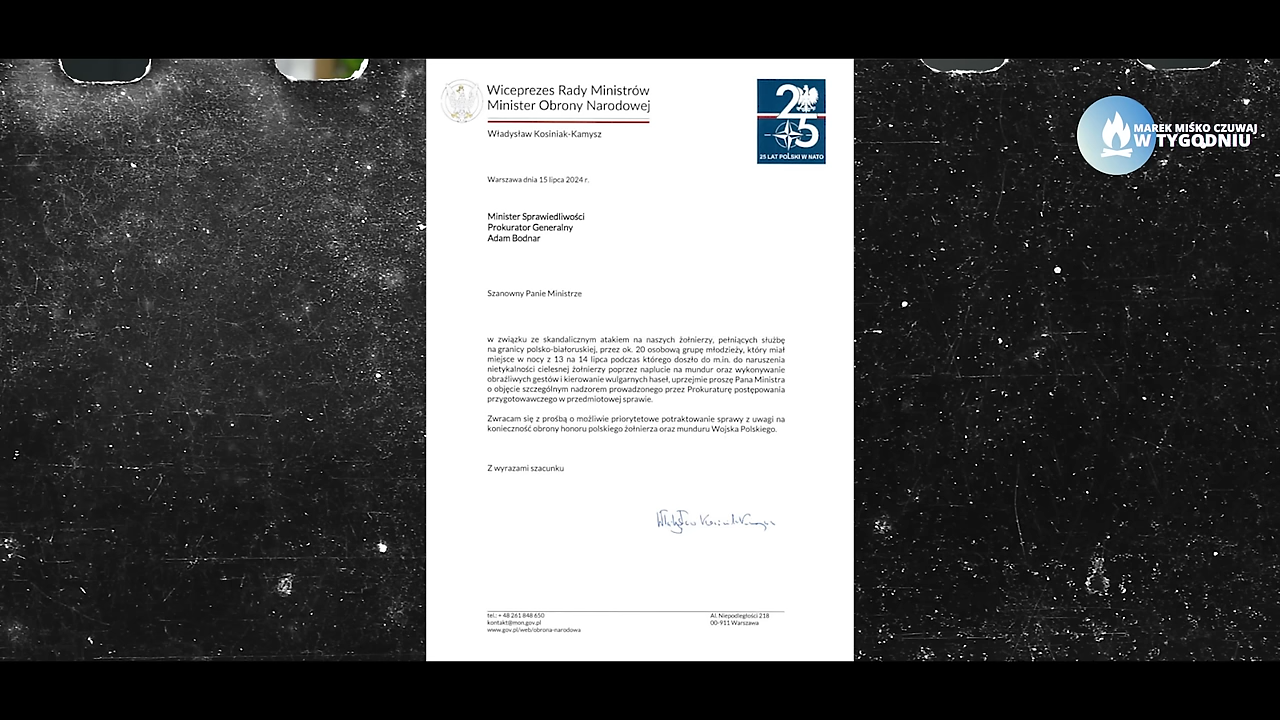 Wiceprezes Rady Ministrów
Minister Obrony Narodowej
Władysław Kosiniak-Kamysz
25
25 LAT POLSKI W NATO
MAREK MIŚKO CZUWAJ
W TYGODNIU
Warszawa dnia 15 lipca 2024 r.
Minister Sprawiedliwości
Prokurator Generalny
Adam Bodnar
Szanowny Panie Ministrze
w związku ze skandalicznym atakiem na naszych żołnierzy, pełniących służbę
na granicy polsko-białoruskiej, przez ok. 20 osobową grupę młodzieży, który miał
miejsce w nocy z 13 na 14 lipca podczas którego doszło do m.in. do naruszenia
nietykalności cielesnej żołnierzy poprzez naplucie na mundur oraz wykonywanie
obraźliwych gestów i kierowanie wulgarnych haseł, uprzejmie proszę Pana Ministra
o objęcie szczególnym nadzorem prowadzonego przez Prokuraturę postępowania
przygotowawczego w przedmiotowej sprawie.
Zwracam się z prośbą o możliwie priorytetowe potraktowanie sprawy z uwagi na
konieczność obrony honoru polskiego żołnierza oraz munduru Wojska Polskiego.
Z wyrazami szacunku
Władysław Kosiniak-Kamysz
tel.: + 48 261 848 650
kontakt@mon.gov.pl
www.gov.pl/web/obrona-narodowa
Al. Niepodległości 218
00-911 Warszawa